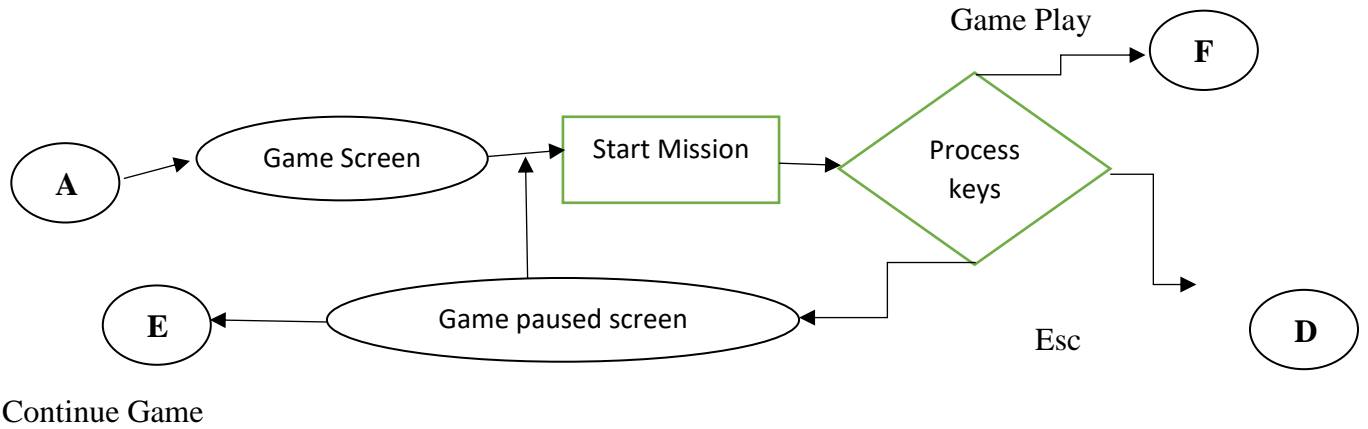 Game Play
F
A
Game Screen
Start Mission
Process
keys
E
Game paused screen
Esc
D
Continue Game